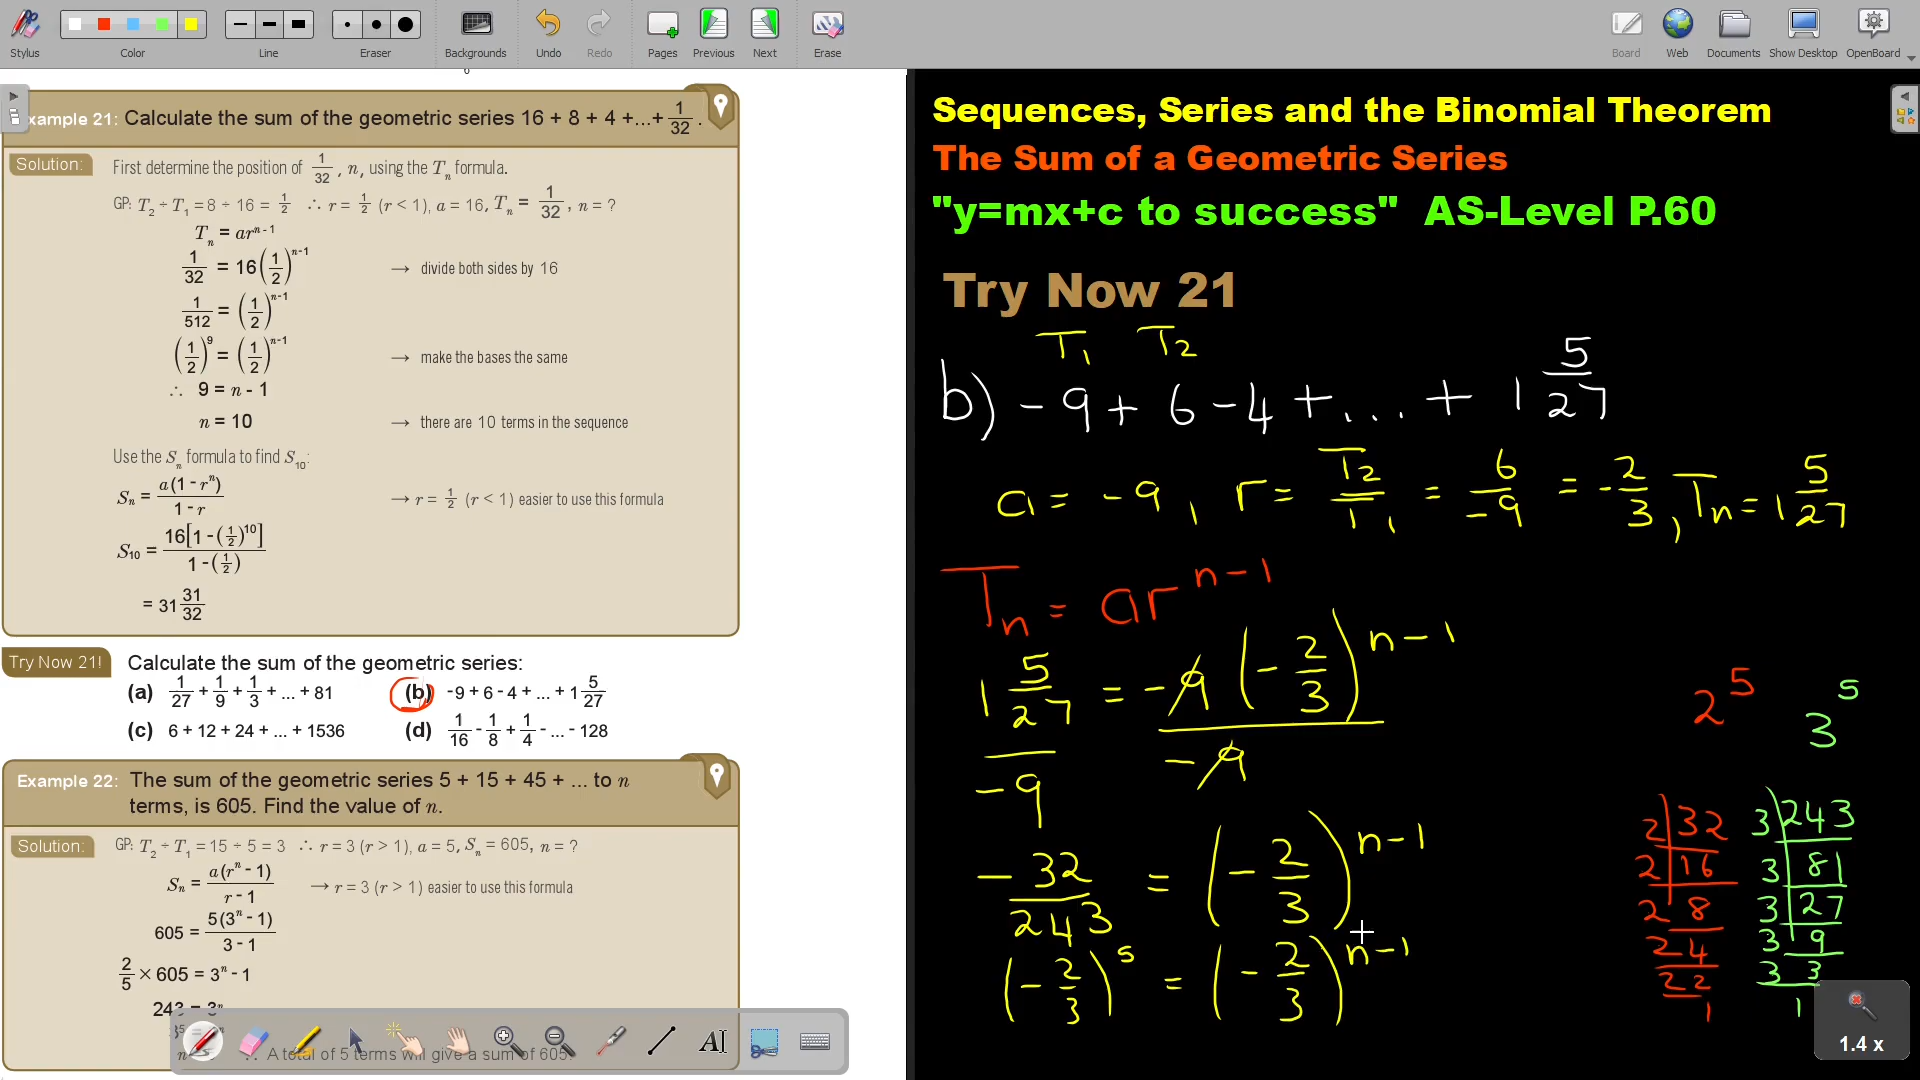 Stylus Color Line Eraser Backgrounds Undo Redo Pages Previous Next Erase Board Web Documents Show Desktop OpenBoard
Example 21: Calculate the sum of the geometric series 16 + 8 + 4 +...+ 1/32 .
Solution: First determine the position of 1/32 , n, using the Tn formula.
GP: T2 ÷ T1 = 8 ÷ 16 = 1/2 ∴ r = 1/2 (r < 1), a = 16, Tn = 1/32, n = ?
Tn = ar^(n-1)
1/32 = 16(1/2)^(n-1) → divide both sides by 16
1/512 = (1/2)^(n-1)
(1/2)^9 = (1/2)^(n-1) → make the bases the same
∴ 9 = n - 1
n = 10 → there are 10 terms in the sequence
Use the Sn formula to find S10:
Sn = a(1 - r^n)/(1 - r) → r = 1/2 (r < 1) easier to use this formula
S10 = 16[1 - (1/2)^10]/(1 - (1/2))
= 31 31/32
Try Now 21! Calculate the sum of the geometric series:
(a) 1/27 + 1/9 + 1/3 + ... + 81 (b) -9 + 6 - 4 + ... + 1 5/27
(c) 6 + 12 + 24 + ... + 1536 (d) 1/16 - 1/8 + 1/4 - ... - 128
Example 22: The sum of the geometric series 5 + 15 + 45 + ... to n
terms, is 605. Find the value of n.
Solution: GP: T2 ÷ T1 = 15 ÷ 5 = 3 ∴ r = 3 (r > 1), a = 5, Sn = 605, n = ?
Sn = a(r^n - 1)/(r - 1) → r = 3 (r > 1) easier to use this formula
605 = 5(3^n - 1)/(3 - 1)
2/5 × 605 = 3^n - 1
243 = 3^n
∴ A total of 5 terms will give a sum of 605.
Sequences, Series and the Binomial Theorem
The Sum of a Geometric Series
"y=mx+c to success" AS-Level P.60
Try Now 21
T1 T2
b) -9 + 6 - 4 + ... + 1 5/27
a = -9 , r = T2/T1 = 6/-9 = -2/3 , Tn = 1 5/27
Tn = ar^(n-1)
1 5/27 / -9 = -9(-2/3)^(n-1) / -9
-32/243 = (-2/3)^(n-1)
(-2/3)^5 = (-2/3)^(n-1)
2^5 3^5
2 32 3 243
2 16 3 81
2 8 3 27
2 4 3 9
2 2 3 3
1 1
1.4 x